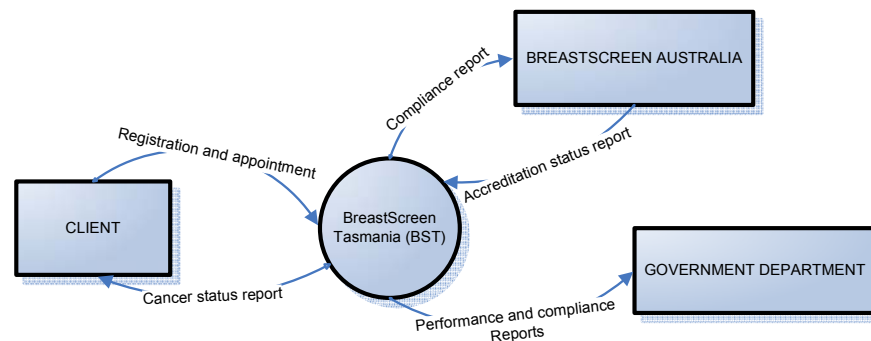 BREASTSCREEN AUSTRALIA
Compliance report
Registration and appointment
Accreditation status report
CLIENT
BreastScreen
Tasmania (BST)
GOVERNMENT DEPARTMENT
Cancer status report
Performance and compliance
Reports